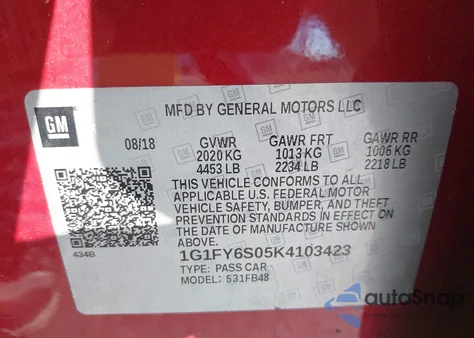 MFD BY GENERAL MOTORS LLC
GM
08/18 GVWR GAWR FRT GAWR RR
2020 KG 1013 KG 1006 KG
4453 LB 2234 LB 2218 LB
THIS VEHICLE CONFORMS TO ALL
APPLICABLE U.S. FEDERAL MOTOR
VEHICLE SAFETY, BUMPER, AND THEFT
PREVENTION STANDARDS IN EFFECT ON
THE DATE OF MANUFACTURE SHOWN
ABOVE.
434B
1G1FY6S05K4103423
TYPE: PASS CAR
MODEL: 531FB48
autoSnap